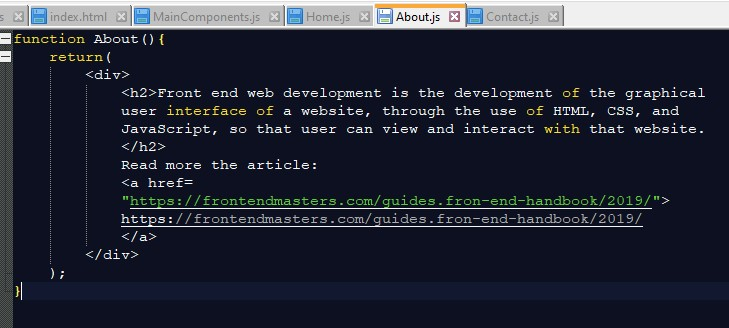 s index.html MainComponents.js Home.js About.js Contact.js
function About(){
return(
<div>
<h2>Front end web development is the development of the graphical
user interface of a website, through the use of HTML, CSS, and
JavaScript, so that user can view and interact with that website.
</h2>
Read more the article:
<a href=
"https://frontendmasters.com/guides.fron-end-handbook/2019/">
https://frontendmasters.com/guides.fron-end-handbook/2019/
</a>
</div>
);
}